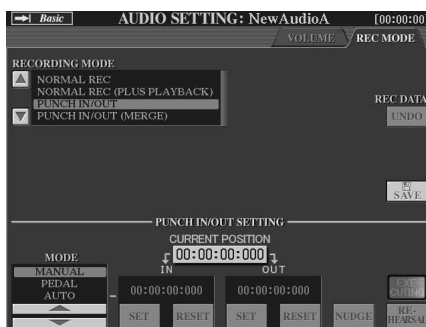 Basic AUDIO SETTING: NewAudioA [00:00:00
VOLUME REC MODE
RECORDING MODE
NORMAL REC
NORMAL REC (PLUS PLAYBACK)
PUNCH IN/OUT
PUNCH IN/OUT (MERGE)
REC DATA
UNDO
SAVE
PUNCH IN/OUT SETTING
CURRENT POSITION
00:00:00:000
IN OUT
MODE
MANUAL
PEDAL
AUTO
00:00:00:000 00:00:00:000
SET RESET SET RESET NUDGE
EXE-
CUTING
RE-
HEARSAL